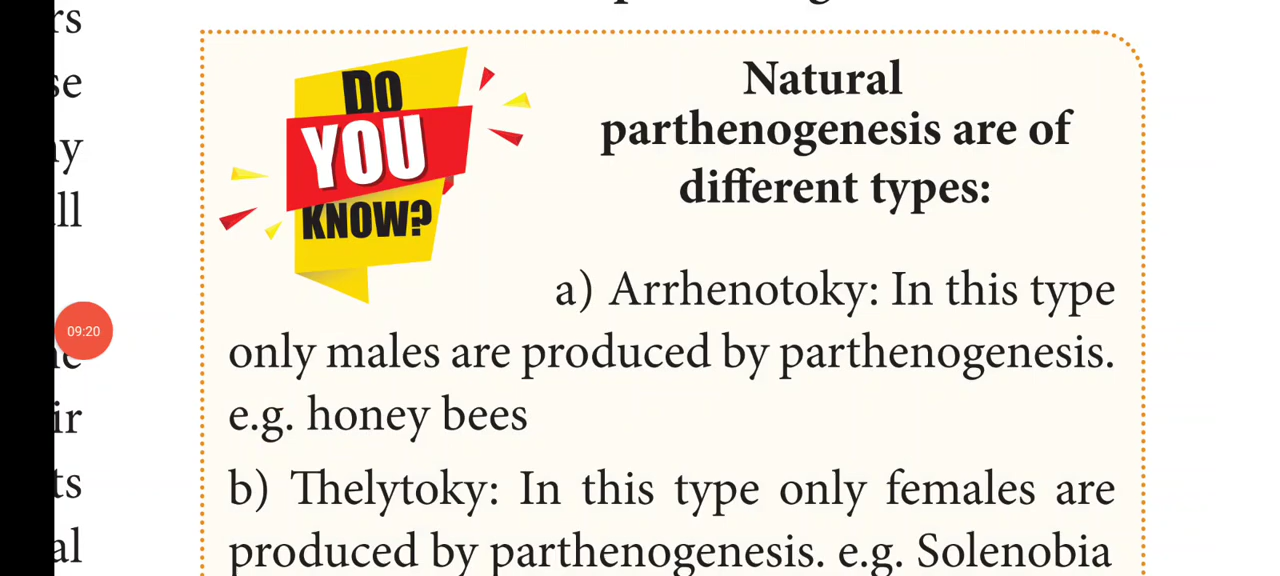 DO
YOU
KNOW?
Natural
parthenogenesis are of
different types:
a) Arrhenotoky: In this type
only males are produced by parthenogenesis.
e.g. honey bees
b) Thelytoky: In this type only females are
produced by parthenogenesis. e.g. Solenobia
09:20